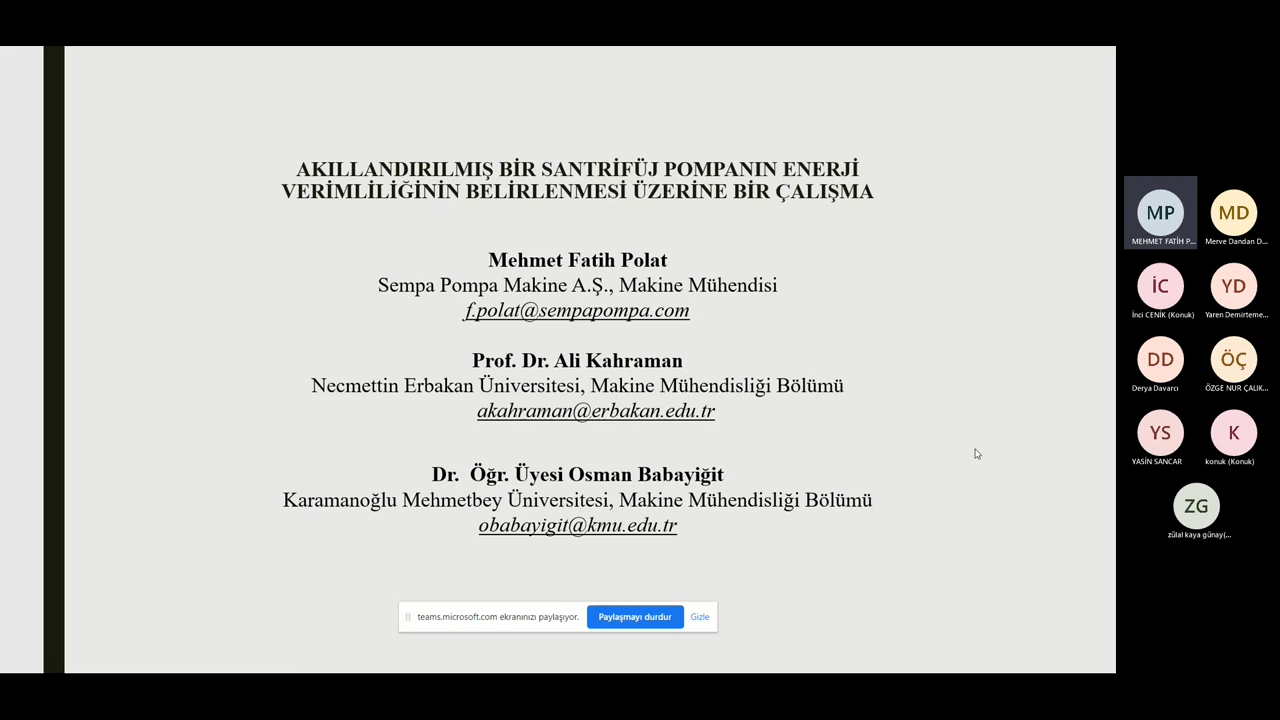 AKILLANDIRILMIŞ BİR SANTRİFÜJ POMPANIN ENERJİ
VERİMLİLİĞİNİN BELİRLENMESİ ÜZERİNE BİR ÇALIŞMA
Mehmet Fatih Polat
Sempa Pompa Makine A.Ş., Makine Mühendisi
f.polat@sempapompa.com
Prof. Dr. Ali Kahraman
Necmettin Erbakan Üniversitesi, Makine Mühendisliği Bölümü
akahraman@erbakan.edu.tr
Dr. Öğr. Üyesi Osman Babayiğit
Karamanoğlu Mehmetbey Üniversitesi, Makine Mühendisliği Bölümü
obabayigit@kmu.edu.tr
teams.microsoft.com ekranınızı paylaşıyor. Paylaşmayı durdur Gizle
MP MD
MEHMET FATİH P... Merve Dandan D...
İC YD
İnci CENİK (Konuk) Yaren Demirteme...
DD ÖÇ
Derya Davarcı ÖZGE NUR ÇALIK...
YS K
YASİN SANCAR konuk (Konuk)
ZG
zülal kaya günay(...